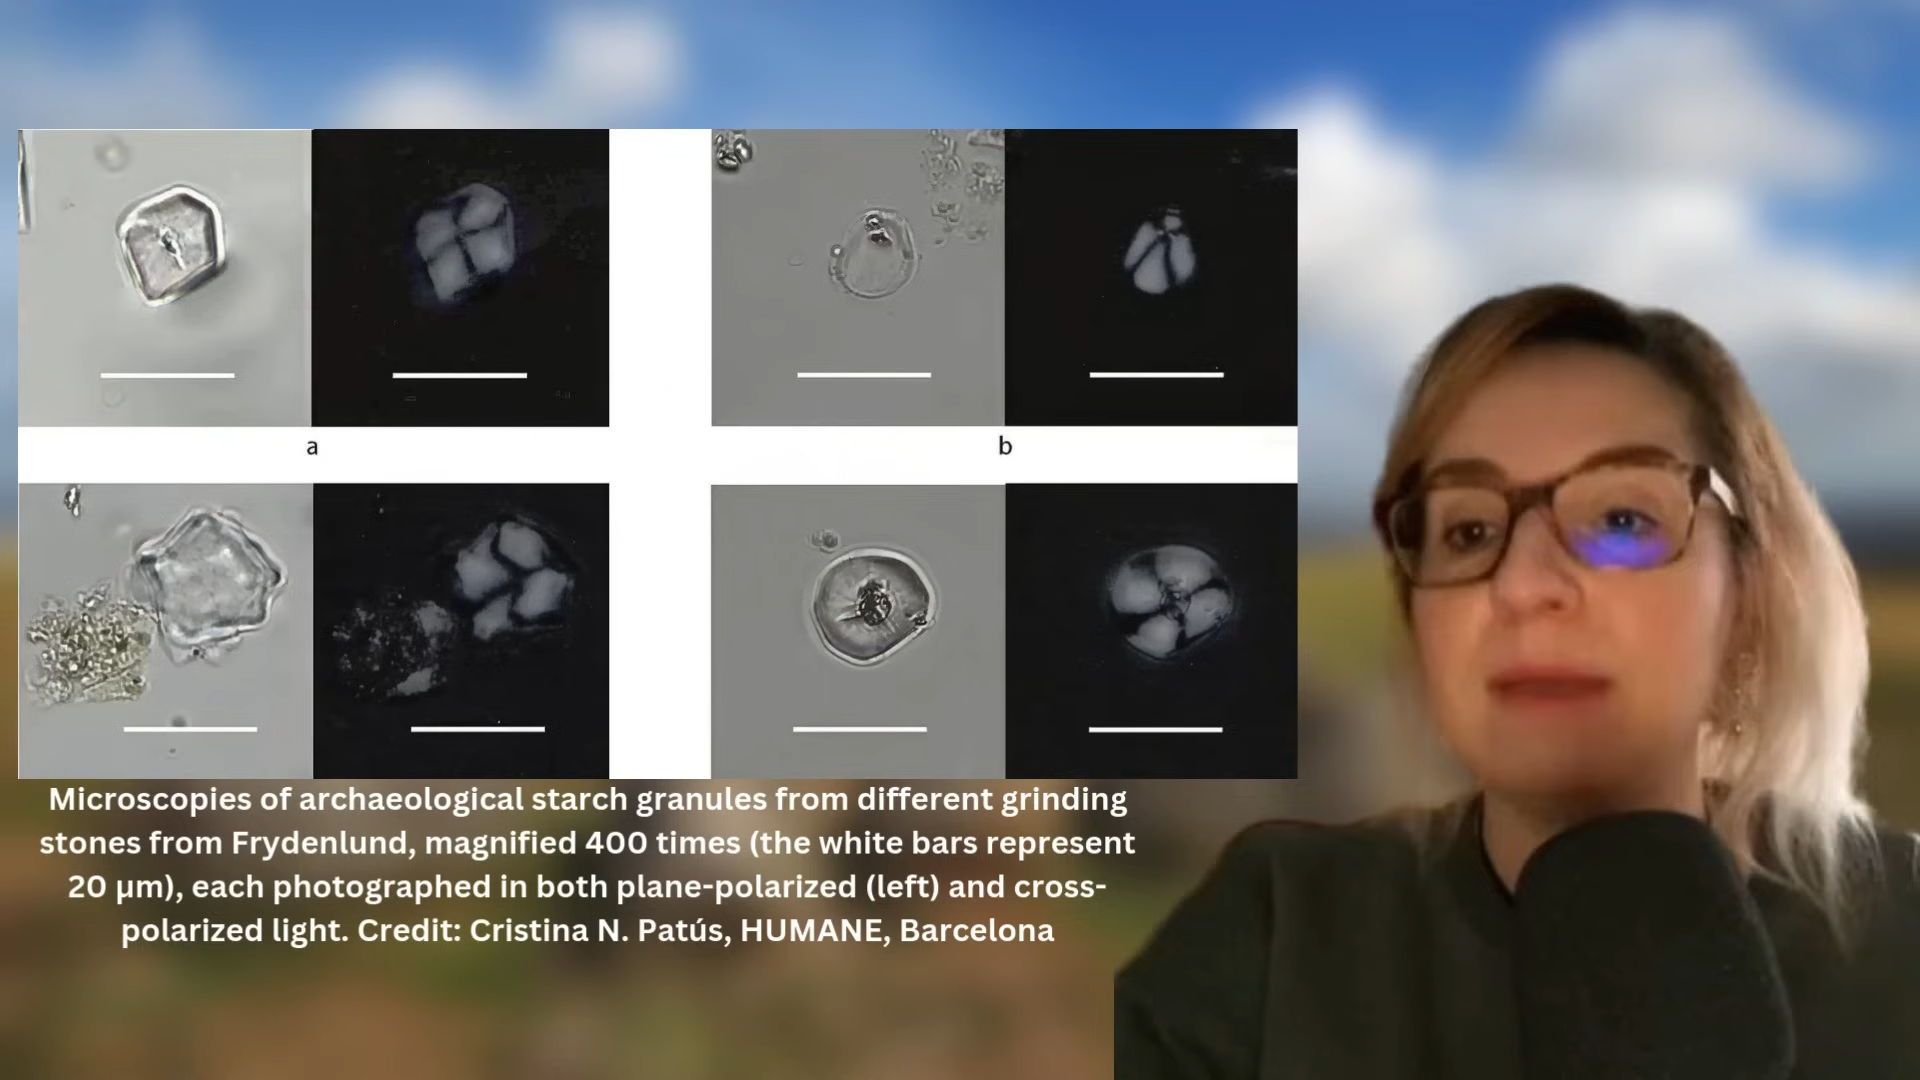 a
b
Microscopies of archaeological starch granules from different grinding
stones from Frydenlund, magnified 400 times (the white bars represent
20 µm), each photographed in both plane-polarized (left) and cross-
polarized light. Credit: Cristina N. Patús, HUMANE, Barcelona